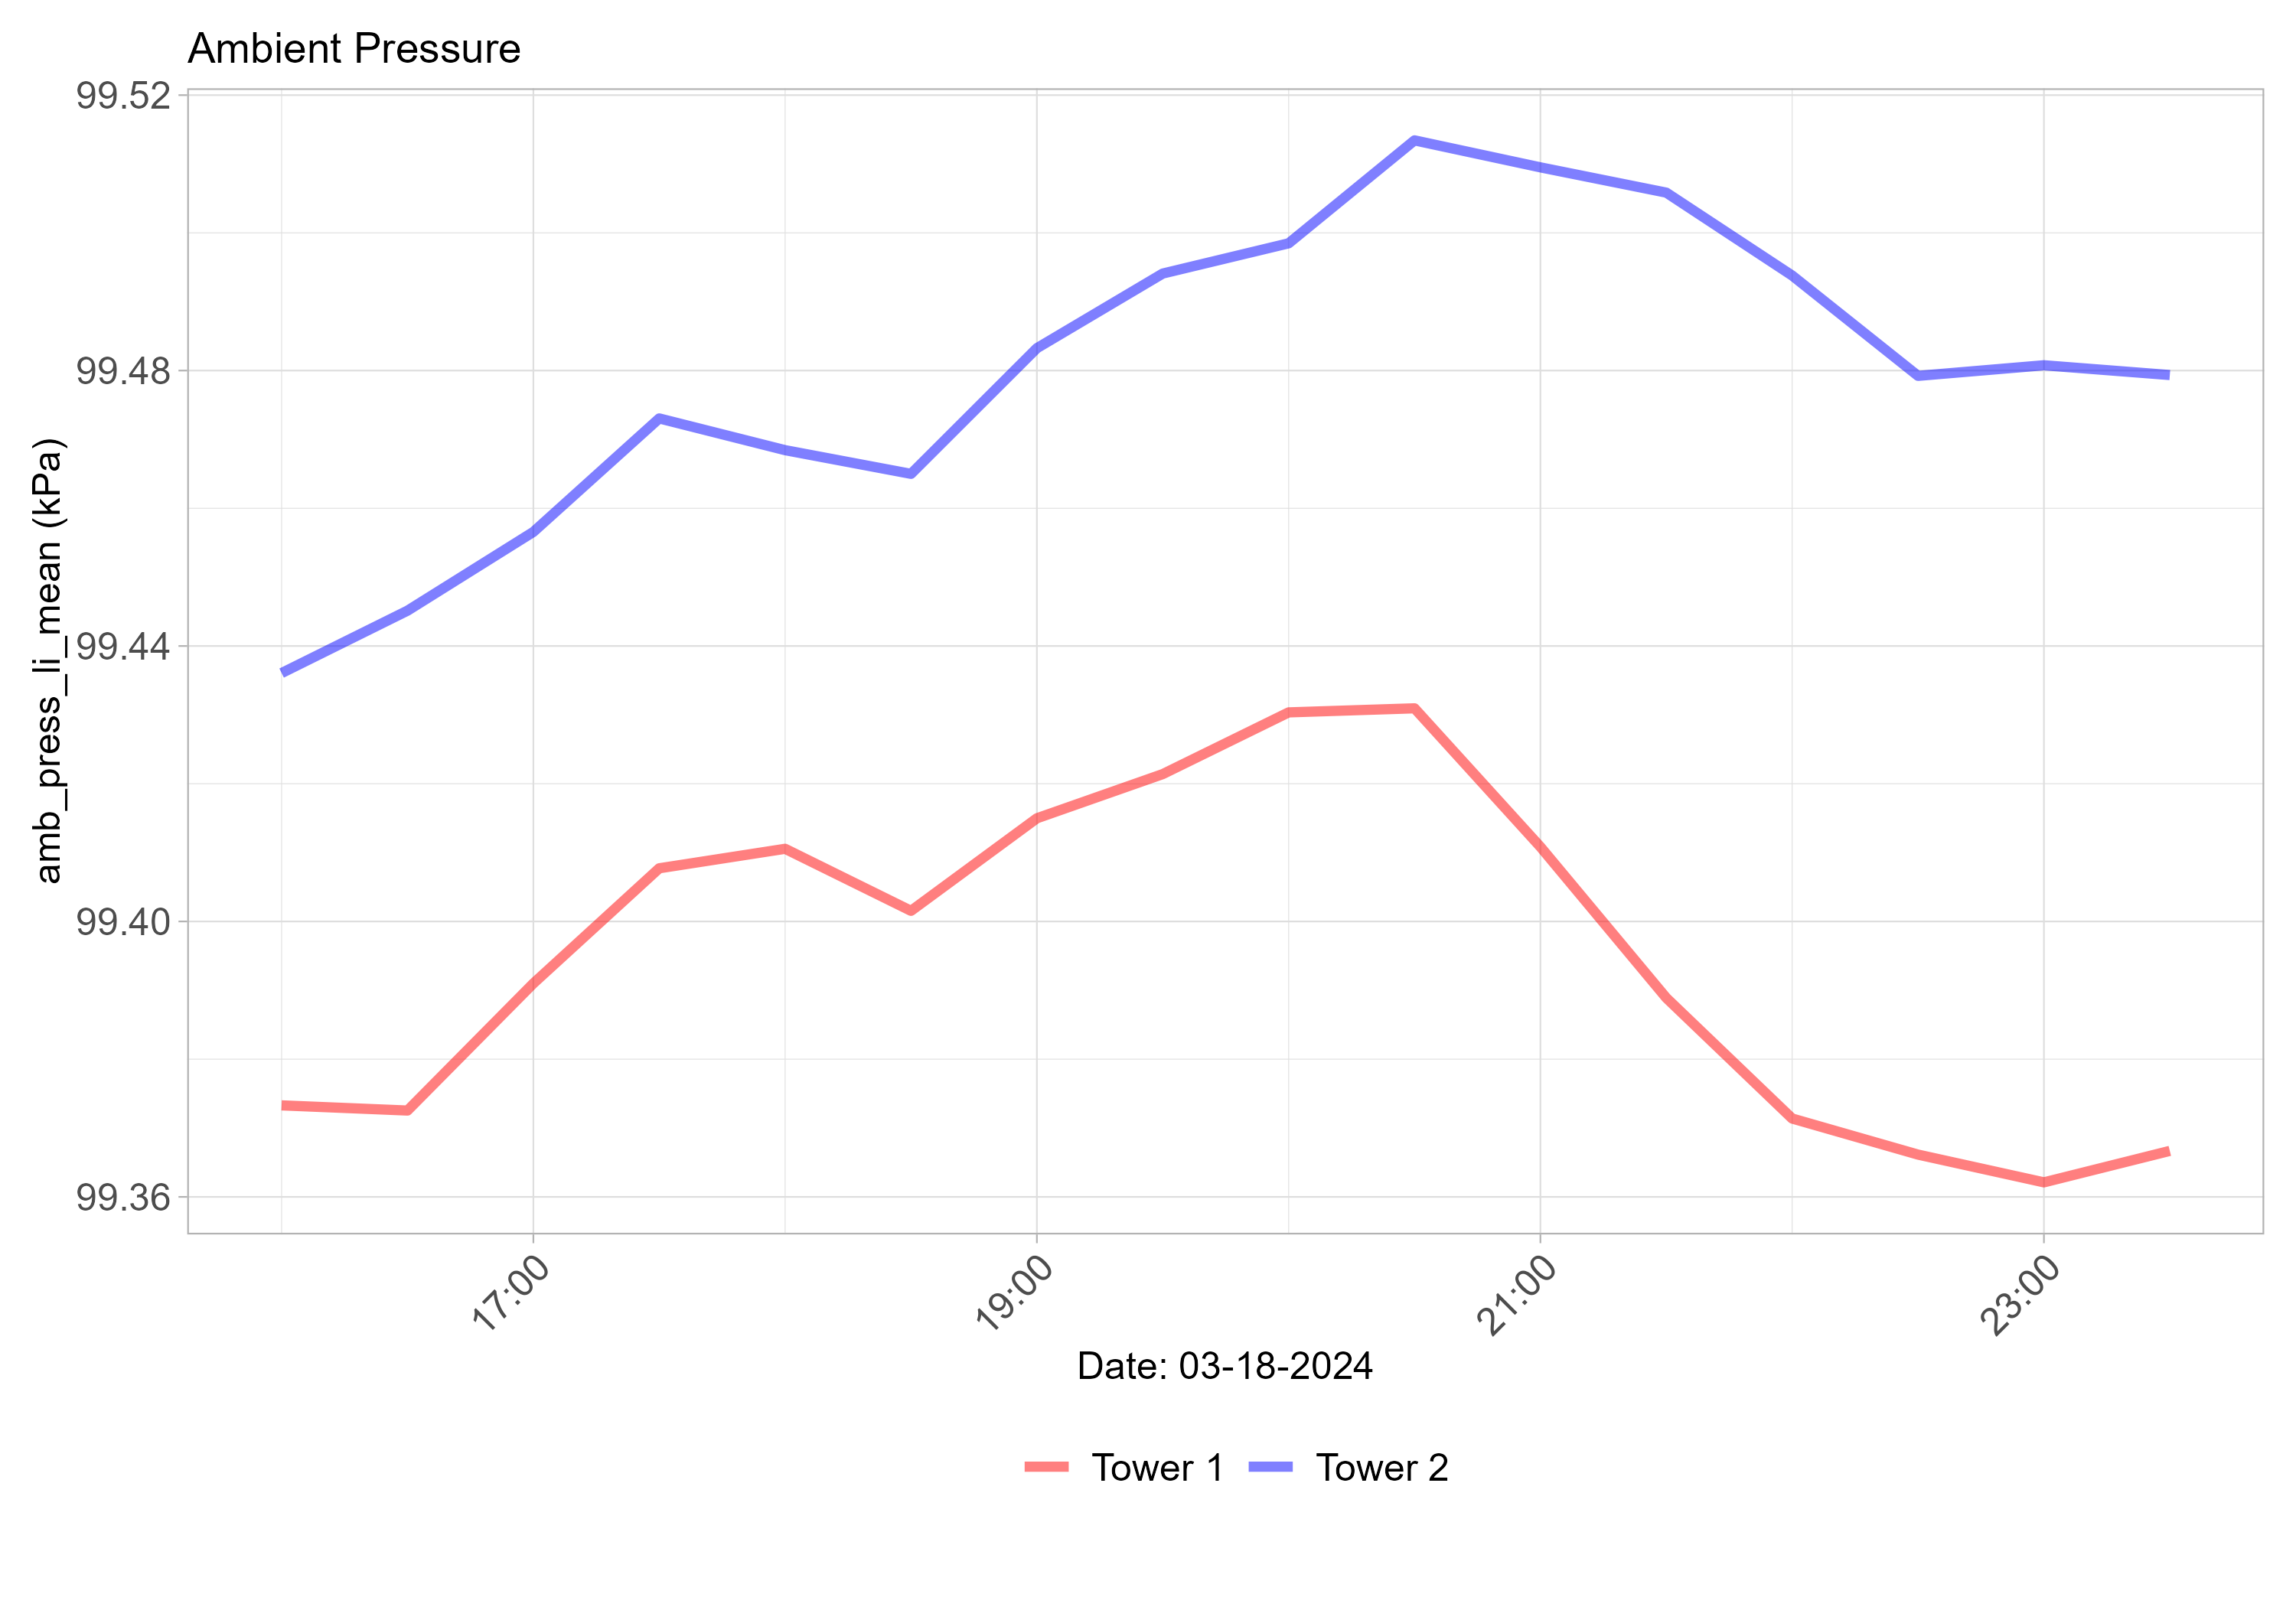 Ambient Pressure
amb_press_li_mean (kPa)
99.52
99.48
99.44
99.40
99.36
17:00 19:00 21:00 23:00
Date: 03-18-2024
Tower 1 Tower 2